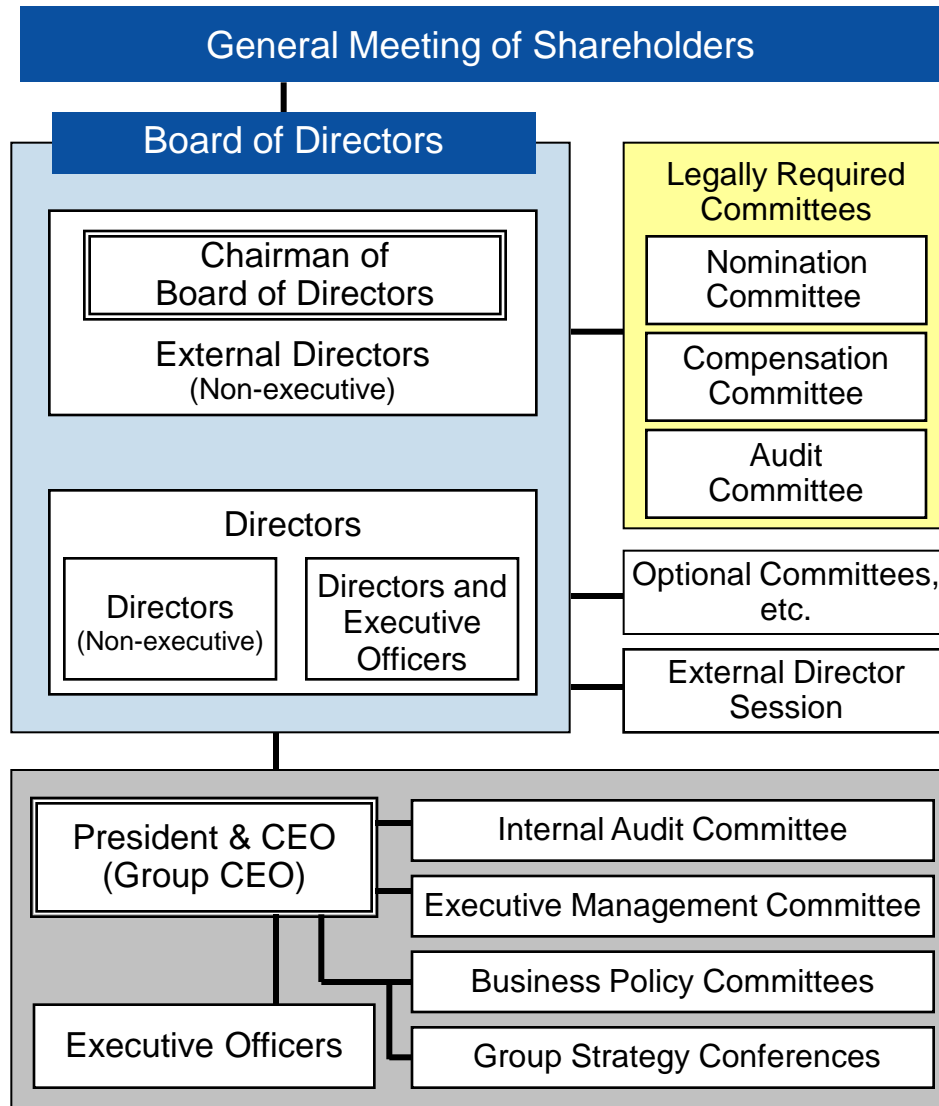 General Meeting of Shareholders
Board of Directors
Chairman of
Board of Directors
External Directors
(Non-executive)
Directors
Directors
(Non-executive)
Directors and
Executive
Officers
Legally Required
Committees
Nomination
Committee
Compensation
Committee
Audit
Committee
Optional Committees,
etc.
External Director
Session
President & CEO
(Group CEO)
Executive Officers
Internal Audit Committee
Executive Management Committee
Business Policy Committees
Group Strategy Conferences